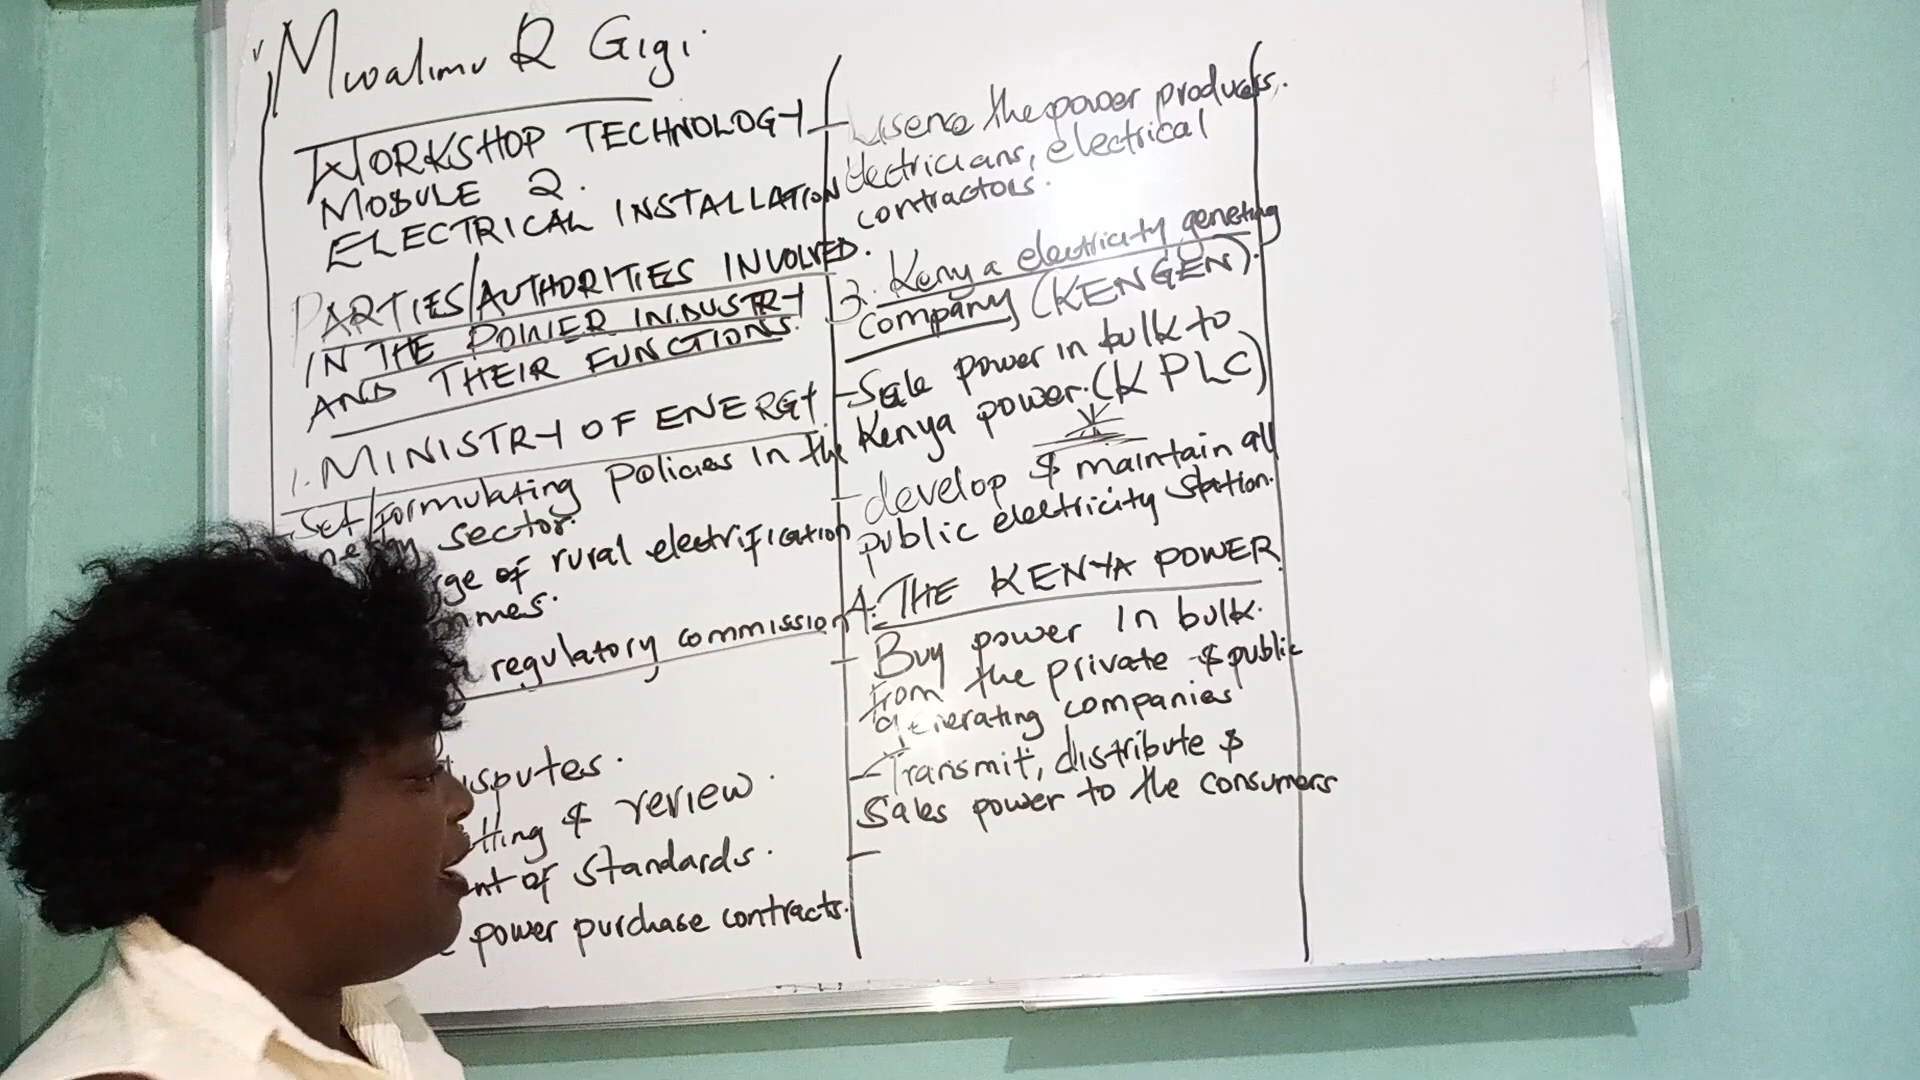 Mwalimu R Gigi.
WORKSHOP TECHNOLOGY
MODULE 2.
ELECTRICAL INSTALLATION
PARTIES/AUTHORITIES INVOLVED.
IN THE POWER INDUSTRY
AND THEIR FUNCTIONS.
1. MINISTRY OF ENERGY
- Set/formulating policies in the
sector.
of rural electrification
regulatory commission
review.
of standards.
power purchase contracts.
- Lisence the power producers,
electricians, electrical
contractors.
3. Kenya electricity geneting
company (KENGEN).
- Sale power in bulk to
Kenya power. (KPLC)
- develop & maintain all
public electricity station.
4. THE KENYA POWER
- Buy power in bulk.
from the private & public
generating companies
- Transmit, distribute &
Sales power to the consumers
-